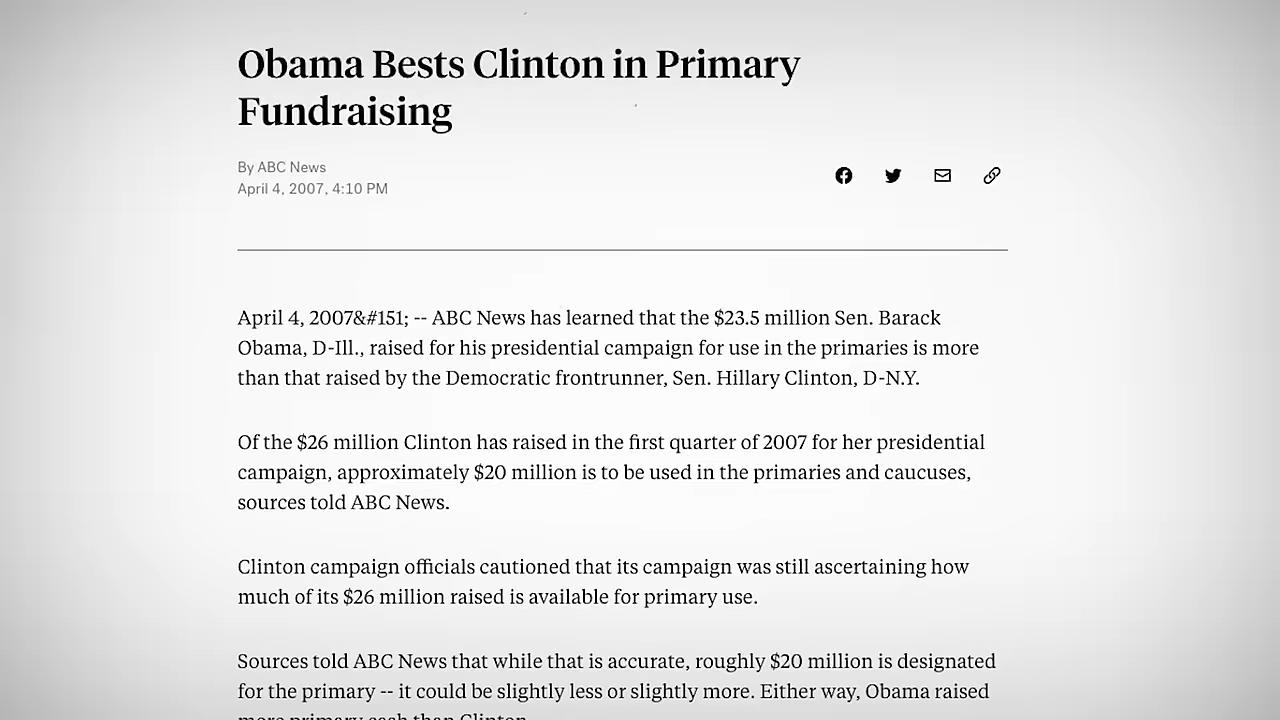 Obama Bests Clinton in Primary
Fundraising
By ABC News
April 4, 2007, 4:10 PM
April 4, 2007&#151; -- ABC News has learned that the $23.5 million Sen. Barack
Obama, D-Ill., raised for his presidential campaign for use in the primaries is more
than that raised by the Democratic frontrunner, Sen. Hillary Clinton, D-N.Y.
Of the $26 million Clinton has raised in the first quarter of 2007 for her presidential
campaign, approximately $20 million is to be used in the primaries and caucuses,
sources told ABC News.
Clinton campaign officials cautioned that its campaign was still ascertaining how
much of its $26 million raised is available for primary use.
Sources told ABC News that while that is accurate, roughly $20 million is designated
for the primary -- it could be slightly less or slightly more. Either way, Obama raised
more primary cash than Clinton.